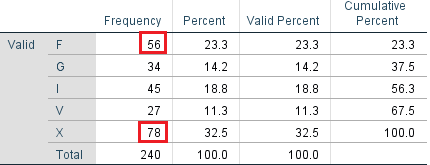 Cumulative
Frequency Percent Valid Percent Percent
Valid F 56 23.3 23.3 23.3
G 34 14.2 14.2 37.5
I 45 18.8 18.8 56.3
V 27 11.3 11.3 67.5
X 78 32.5 32.5 100.0
Total 240 100.0 100.0